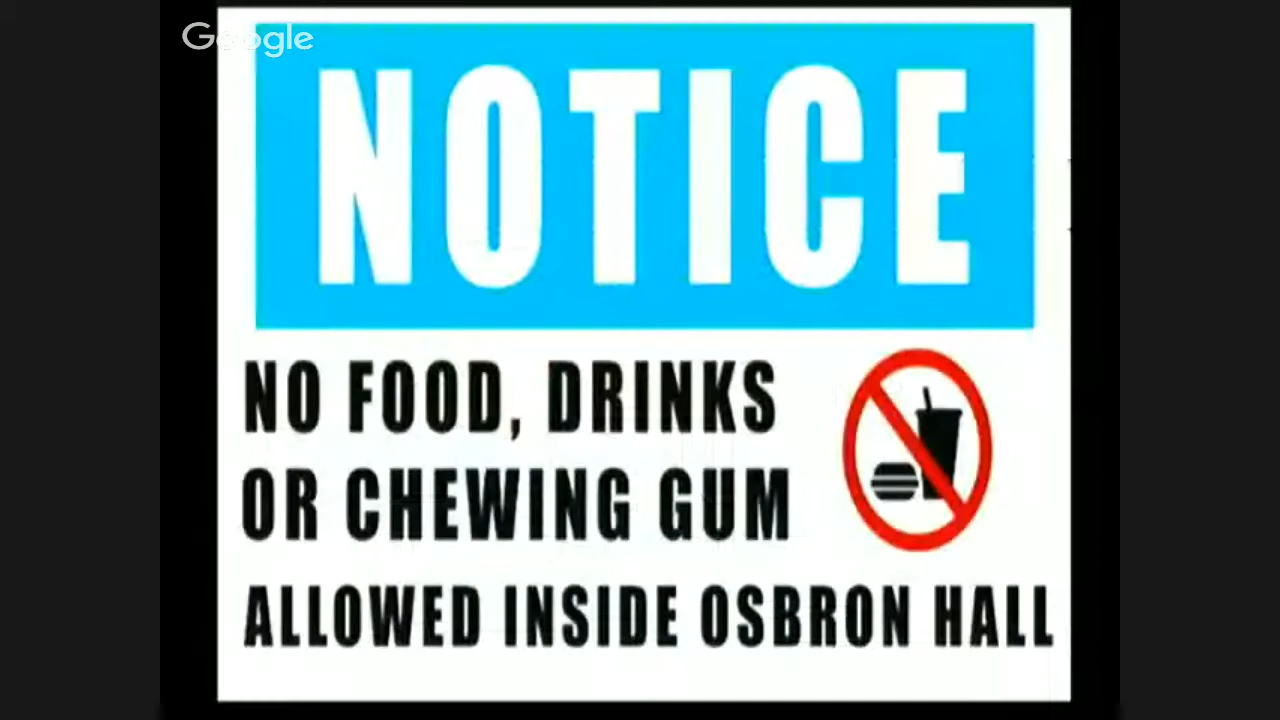 Google
NOTICE
NO FOOD, DRINKS
OR CHEWING GUM
ALLOWED INSIDE OSBRON HALL